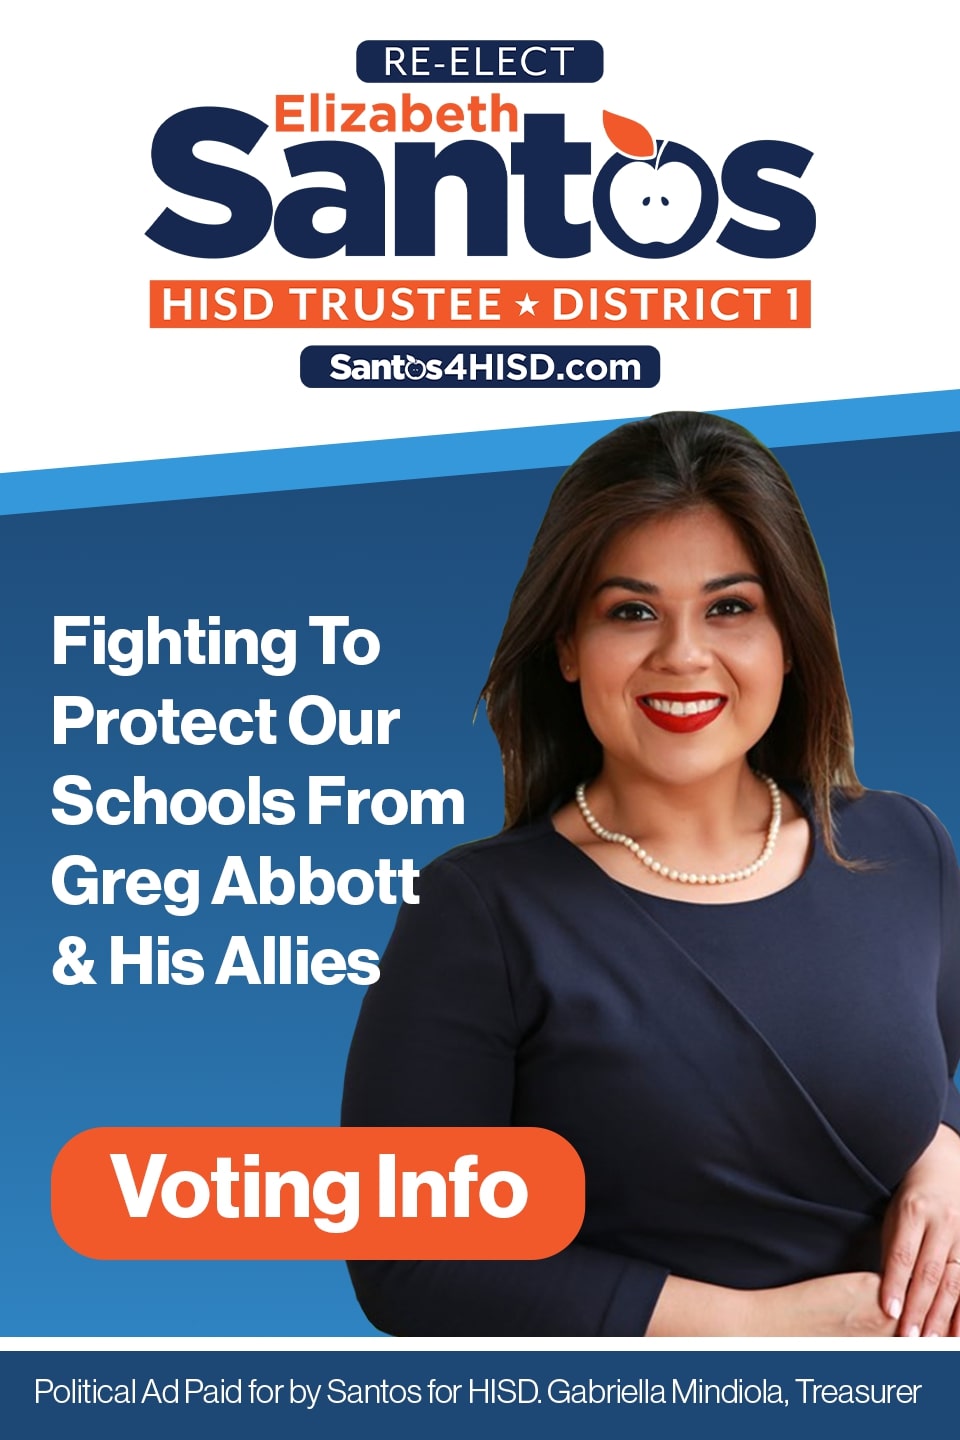 RE-ELECT
Elizabeth
Santos
HISD TRUSTEE ★ DISTRICT 1
Santos4HISD.com
Fighting To
Protect Our
Schools From
Greg Abbott
& His Allies
Voting Info
Political Ad Paid for by Santos for HISD. Gabriella Mindiola, Treasurer